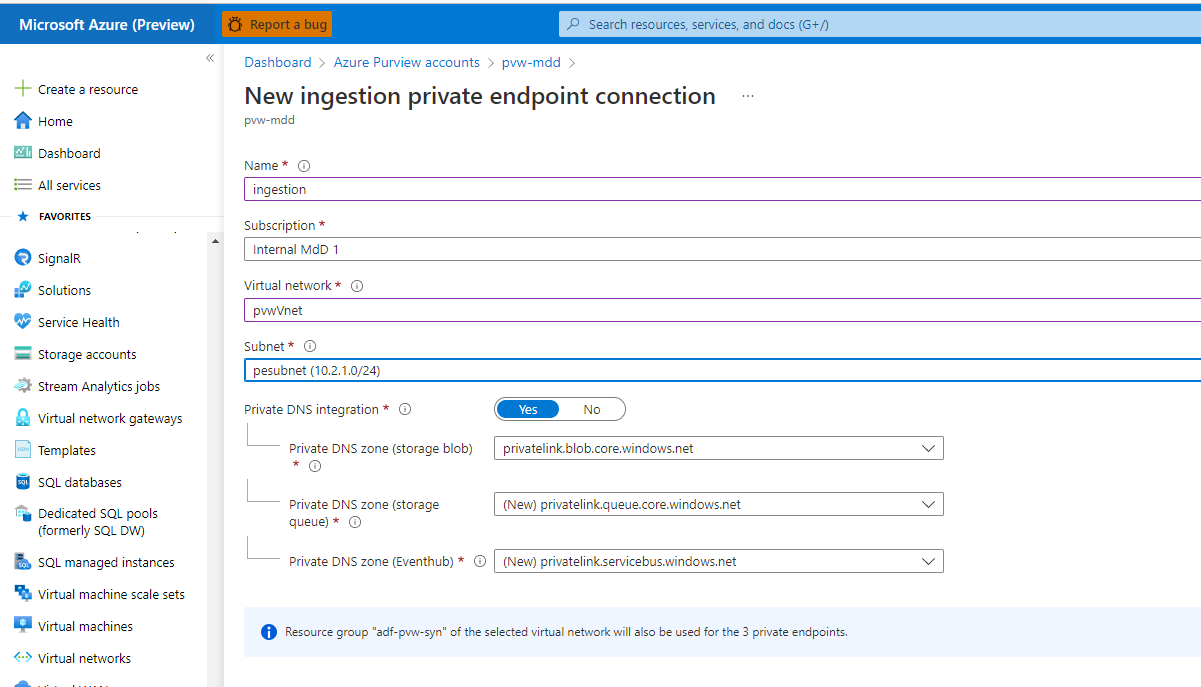 Microsoft Azure (Preview)
Report a bug
Search resources, services, and docs (G+/)
Create a resource
Home
Dashboard
All services
FAVORITES
SignalR
Solutions
Service Health
Storage accounts
Stream Analytics jobs
Virtual network gateways
Templates
SQL databases
Dedicated SQL pools
(formerly SQL DW)
SQL managed instances
Virtual machine scale sets
Virtual machines
Virtual networks
Dashboard > Azure Purview accounts > pvw-mdd >
New ingestion private endpoint connection ...
pvw-mdd
Name *
ingestion
Subscription *
Internal MdD 1
Virtual network *
pvwVnet
Subnet *
pesubnet (10.2.1.0/24)
Private DNS integration *
Yes No
Private DNS zone (storage blob)
*
privatelink.blob.core.windows.net
Private DNS zone (storage
queue) *
(New) privatelink.queue.core.windows.net
Private DNS zone (Eventhub) *
(New) privatelink.servicebus.windows.net
Resource group "adf-pvw-syn" of the selected virtual network will also be used for the 3 private endpoints.